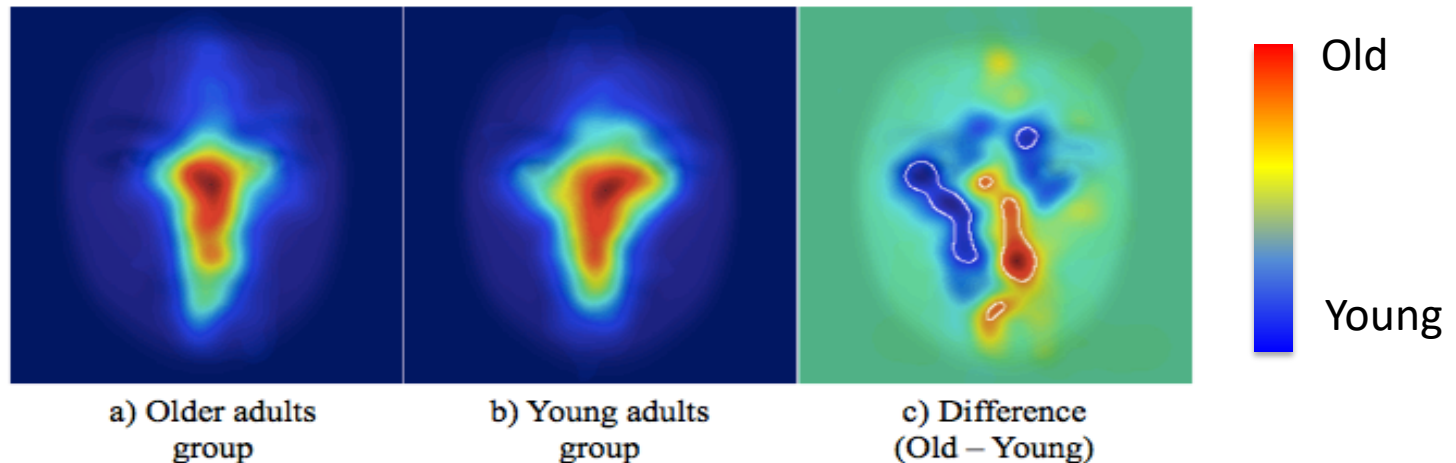 Old
Young
a) Older adults
group
b) Young adults
group
c) Difference
(Old – Young)